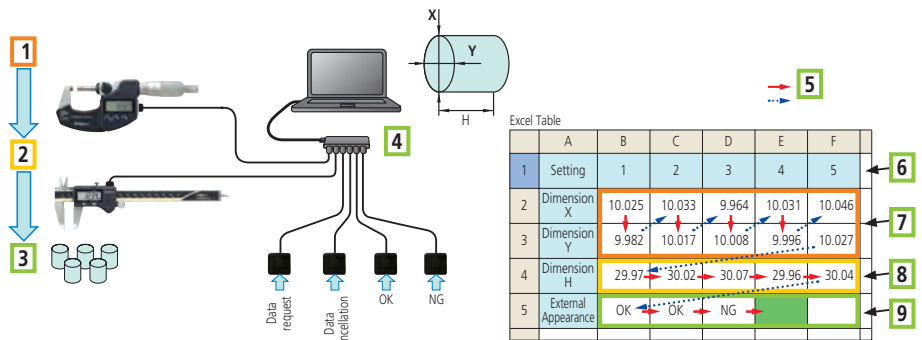 1
2
3
4
X
Y
H
5
Data
request
Data
ncellation
OK
NG
Excel Table
A B C D E F
1 Setting 1 2 3 4 5
6
2 Dimension X 10.025 10.033 9.964 10.031 10.046
7
3 Dimension Y 9.982 10.017 10.008 9.996 10.027
4 Dimension H 29.97 30.02 30.07 29.96 30.04
8
5 External Appearance OK OK NG
9